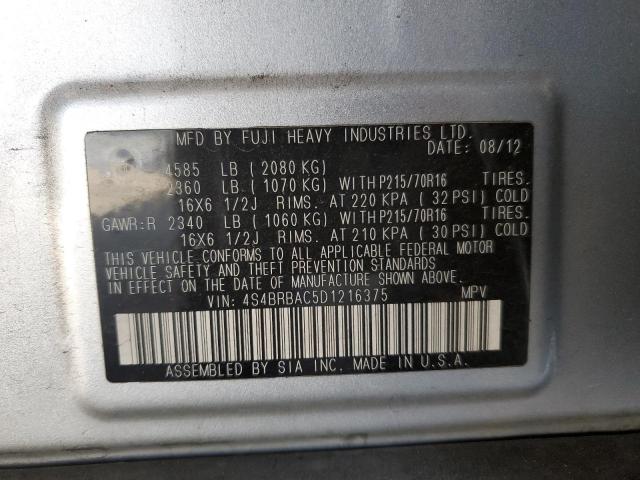 MFD BY FUJI HEAVY INDUSTRIES LTD.
DATE: 08/12
4585 LB ( 2080 KG)
2360 LB ( 1070 KG) WITH P215/70R16 TIRES.
16X6 1/2J RIMS. AT 220 KPA ( 32 PSI) COLD
GAWR:R 2340 LB ( 1060 KG) WITH P215/70R16 TIRES.
16X6 1/2J RIMS. AT 210 KPA ( 30 PSI) COLD
THIS VEHICLE CONFORMS TO ALL APPLICABLE FEDERAL MOTOR
VEHICLE SAFETY AND THEFT PREVENTION STANDARDS
IN EFFECT ON THE DATE OF MANUFACTURE SHOWN ABOVE.
VIN: 4S4BRBAC5D1216375 MPV
ASSEMBLED BY SIA INC. MADE IN U.S.A.